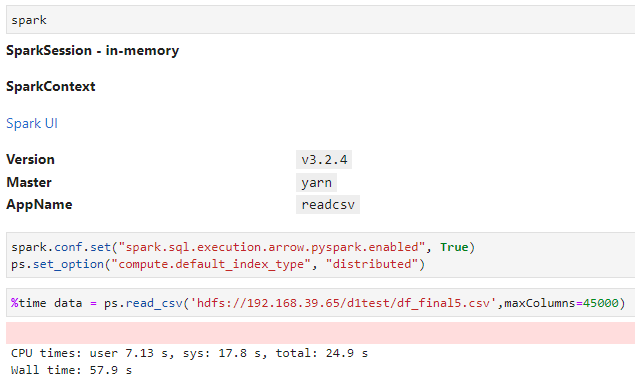 spark
SparkSession - in-memory
SparkContext
Spark UI
Version v3.2.4
Master yarn
AppName readcsv
spark.conf.set("spark.sql.execution.arrow.pyspark.enabled", True)
ps.set_option("compute.default_index_type", "distributed")
%time data = ps.read_csv('hdfs://192.168.39.65/d1test/df_final5.csv',maxColumns=45000)
CPU times: user 7.13 s, sys: 17.8 s, total: 24.9 s
Wall time: 57.9 s